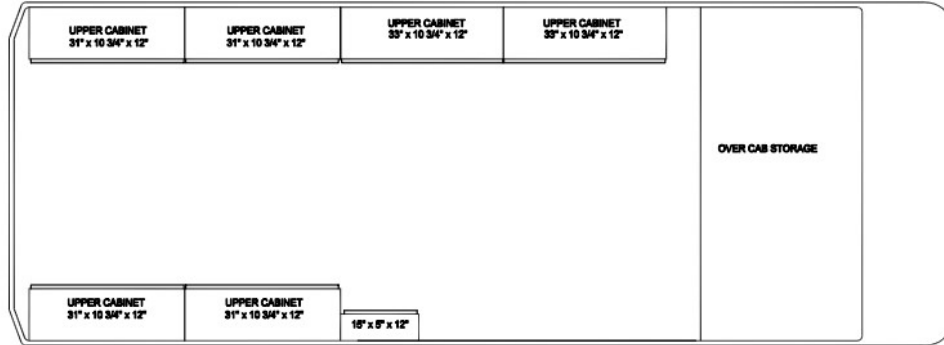 UPPER CABINET
31" x 10 3/4" x 12"
UPPER CABINET
31" x 10 3/4" x 12"
UPPER CABINET
33" x 10 3/4" x 12"
UPPER CABINET
33" x 10 3/4" x 12"
OVER CAB STORAGE
UPPER CABINET
31" x 10 3/4" x 12"
UPPER CABINET
31" x 10 3/4" x 12"
15" x 5" x 12"